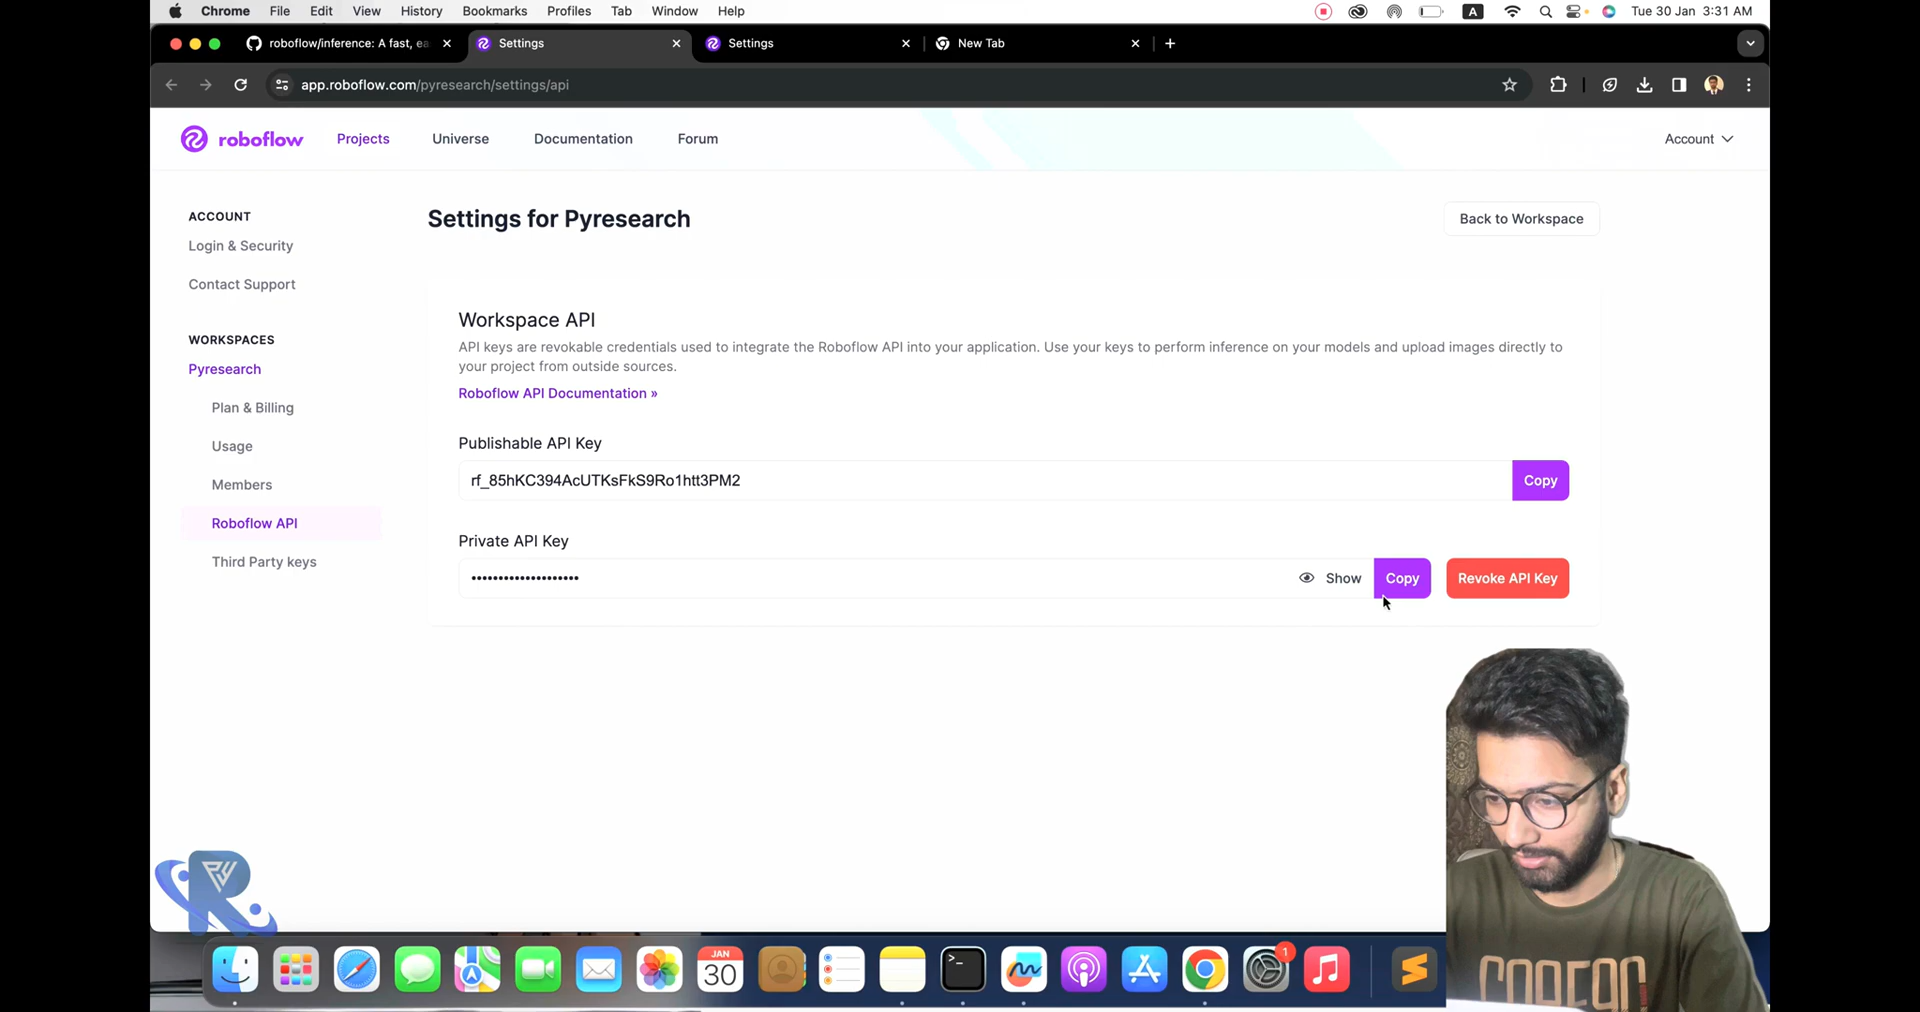 Chrome File Edit View History Bookmarks Profiles Tab Window Help
A
Tue 30 Jan 3:31 AM
roboflow/inference: A fast, ea
Settings
Settings
New Tab
app.roboflow.com/pyresearch/settings/api
roboflow
Projects
Universe
Documentation
Forum
Account
ACCOUNT
Login & Security
Contact Support
WORKSPACES
Pyresearch
Plan & Billing
Usage
Members
Roboflow API
Third Party keys
Settings for Pyresearch
Back to Workspace
Workspace API
API keys are revokable credentials used to integrate the Roboflow API into your application. Use your keys to perform inference on your models and upload images directly to
your project from outside sources.
Roboflow API Documentation »
Publishable API Key
rf_85hKC394AcUTKsFkS9Ro1htt3PM2
Copy
Private API Key
••••••••••••••••••••
Show
Copy
Revoke API Key
JAN
30
1